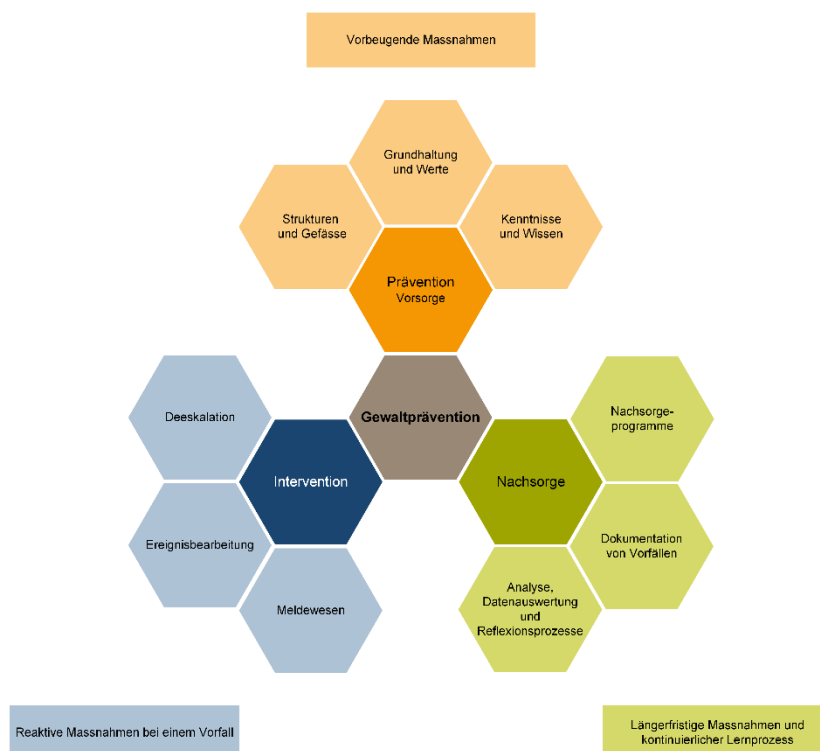 Vorbeugende Massnahmen
Grundhaltung
und Werte
Strukturen
und Gefässe
Kenntnisse
und Wissen
Prävention
Vorsorge
Gewaltprävention
Deeskalation
Intervention
Ereignisbearbeitung
Meldewesen
Nachsorge-
programme
Nachsorge
Dokumentation
von Vorfällen
Analyse,
Datenauswertung
und
Reflexionsprozesse
Reaktive Massnahmen bei einem Vorfall
Längerfristige Massnahmen und
kontinuierlicher Lernprozess